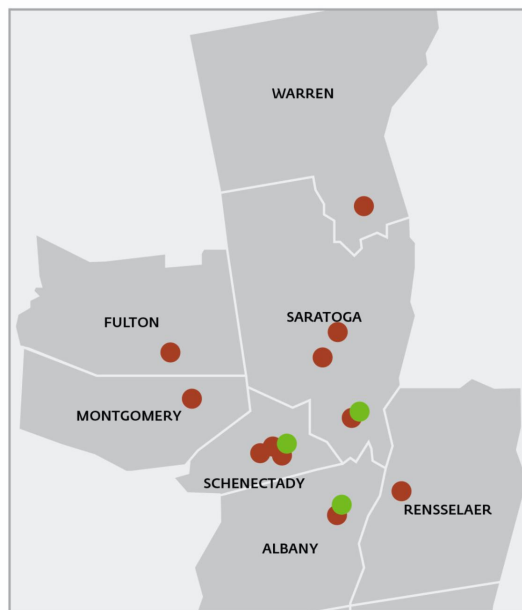 WARREN
SARATOGA
FULTON
MONTGOMERY
SCHENECTADY
RENSSELAER
ALBANY